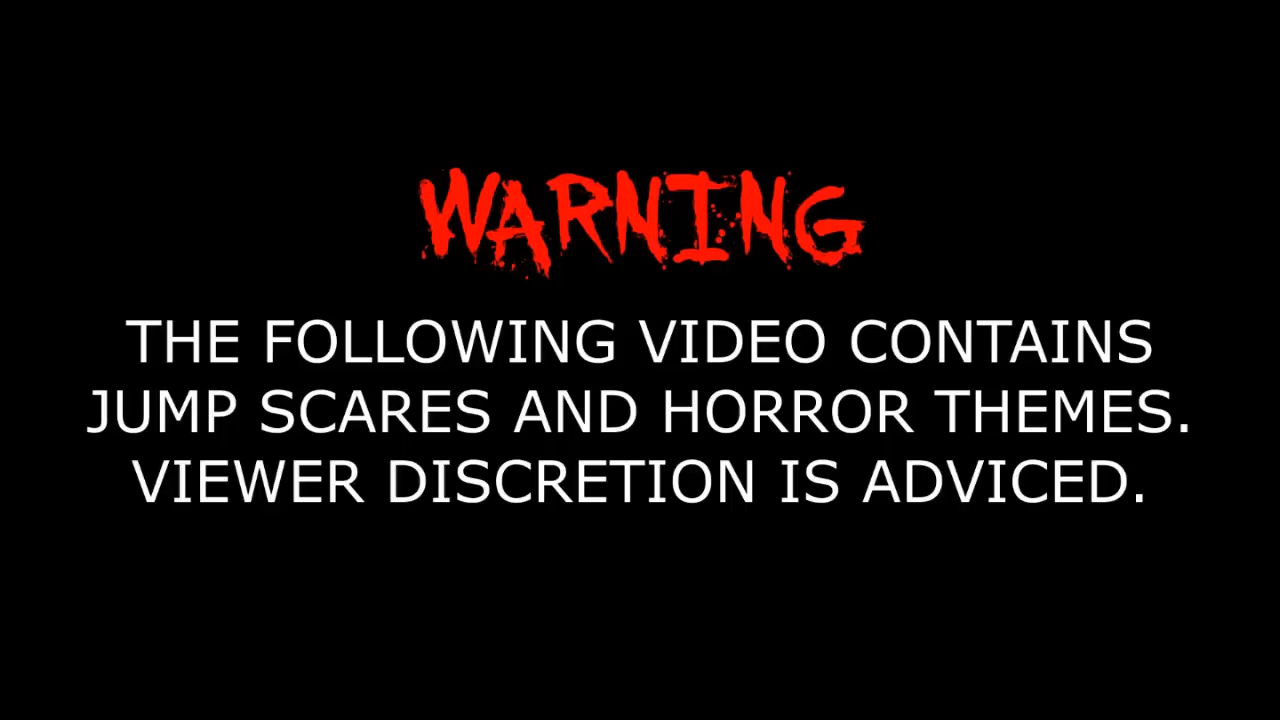 WARNING
THE FOLLOWING VIDEO CONTAINS
JUMP SCARES AND HORROR THEMES.
VIEWER DISCRETION IS ADVICED.